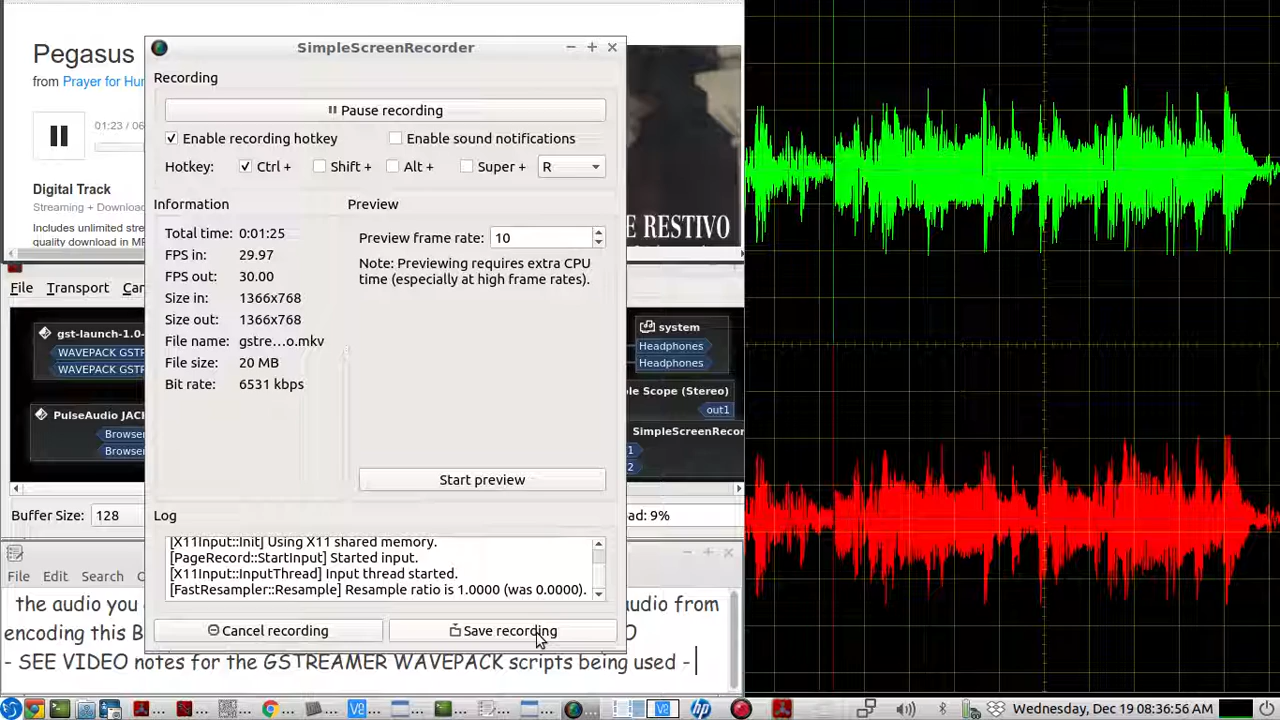 Pegasus
from Prayer for Hum
01:23 / 06
Digital Track
Streaming + Download
Includes unlimited stre
quality download in MP
E RESTIVO
SimpleScreenRecorder
Recording
Pause recording
Enable recording hotkey
Enable sound notifications
Hotkey: Ctrl + Shift + Alt + Super + R
Information
Total time: 0:01:25
FPS in: 29.97
FPS out: 30.00
Size in: 1366x768
Size out: 1366x768
File name: gstre…o.mkv
File size: 20 MB
Bit rate: 6531 kbps
Preview
Preview frame rate: 10
Note: Previewing requires extra CPU
time (especially at high frame rates).
Start preview
Log
[X11Input::Init] Using X11 shared memory.
[PageRecord::StartInput] Started input.
[X11Input::InputThread] Input thread started.
[FastResampler::Resample] Resample ratio is 1.0000 (was 0.0000).
Cancel recording
Save recording
File Transport
gst-launch-1.0-
WAVEPACK GSTR
WAVEPACK GSTR
PulseAudio JACK
Browser
Browser
system
Headphones
Headphones
le Scope (Stereo)
out1
SimpleScreenRecor
1
2
Buffer Size: 128
oad: 9%
File Edit Search
the audio you
udio from
encoding this B
O
- SEE VIDEO notes for the GSTREAMER WAVEPACK scripts being used -
Wednesday, Dec 19 08:36:56 AM